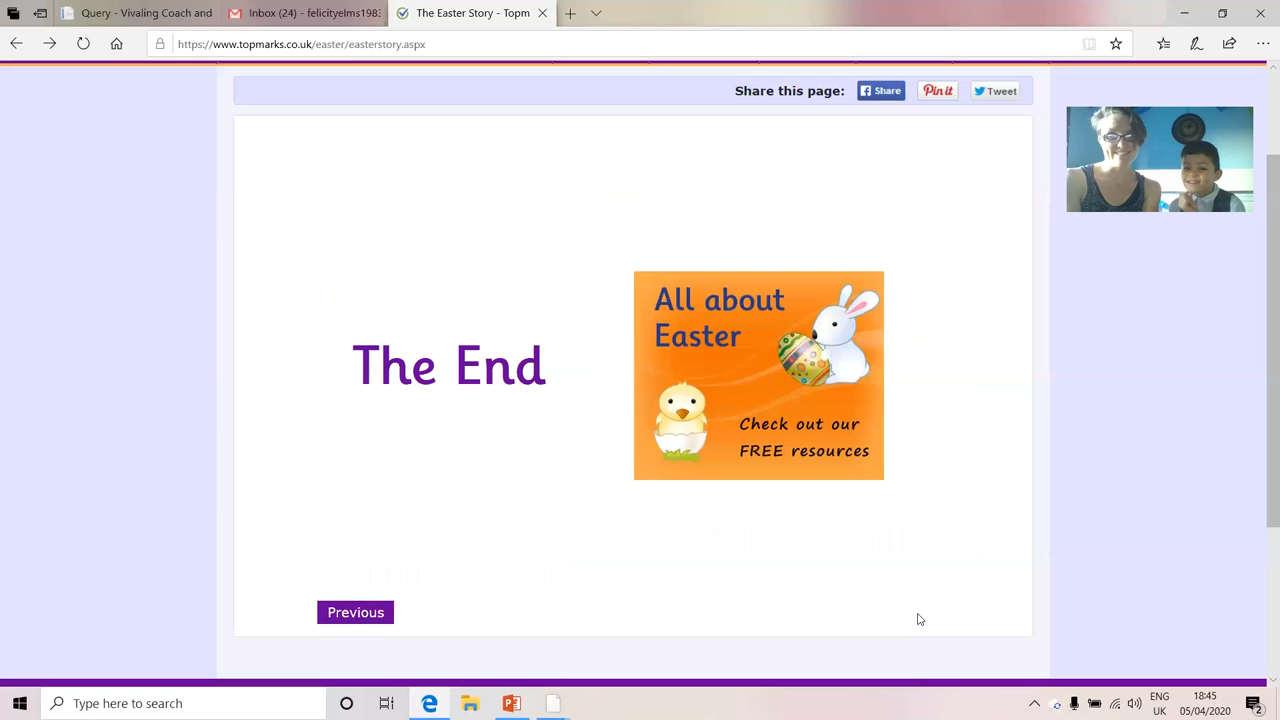 Query - Vivaling Coach and
Inbox (24) - felicityelms1983
The Easter Story - Topm
https://www.topmarks.co.uk/easter/easterstory.aspx
Share this page:
Share
Pin it
Tweet
The End
All about
Easter
Check out our
FREE resources
Previous
Type here to search
ENG
UK
18:45
05/04/2020
2